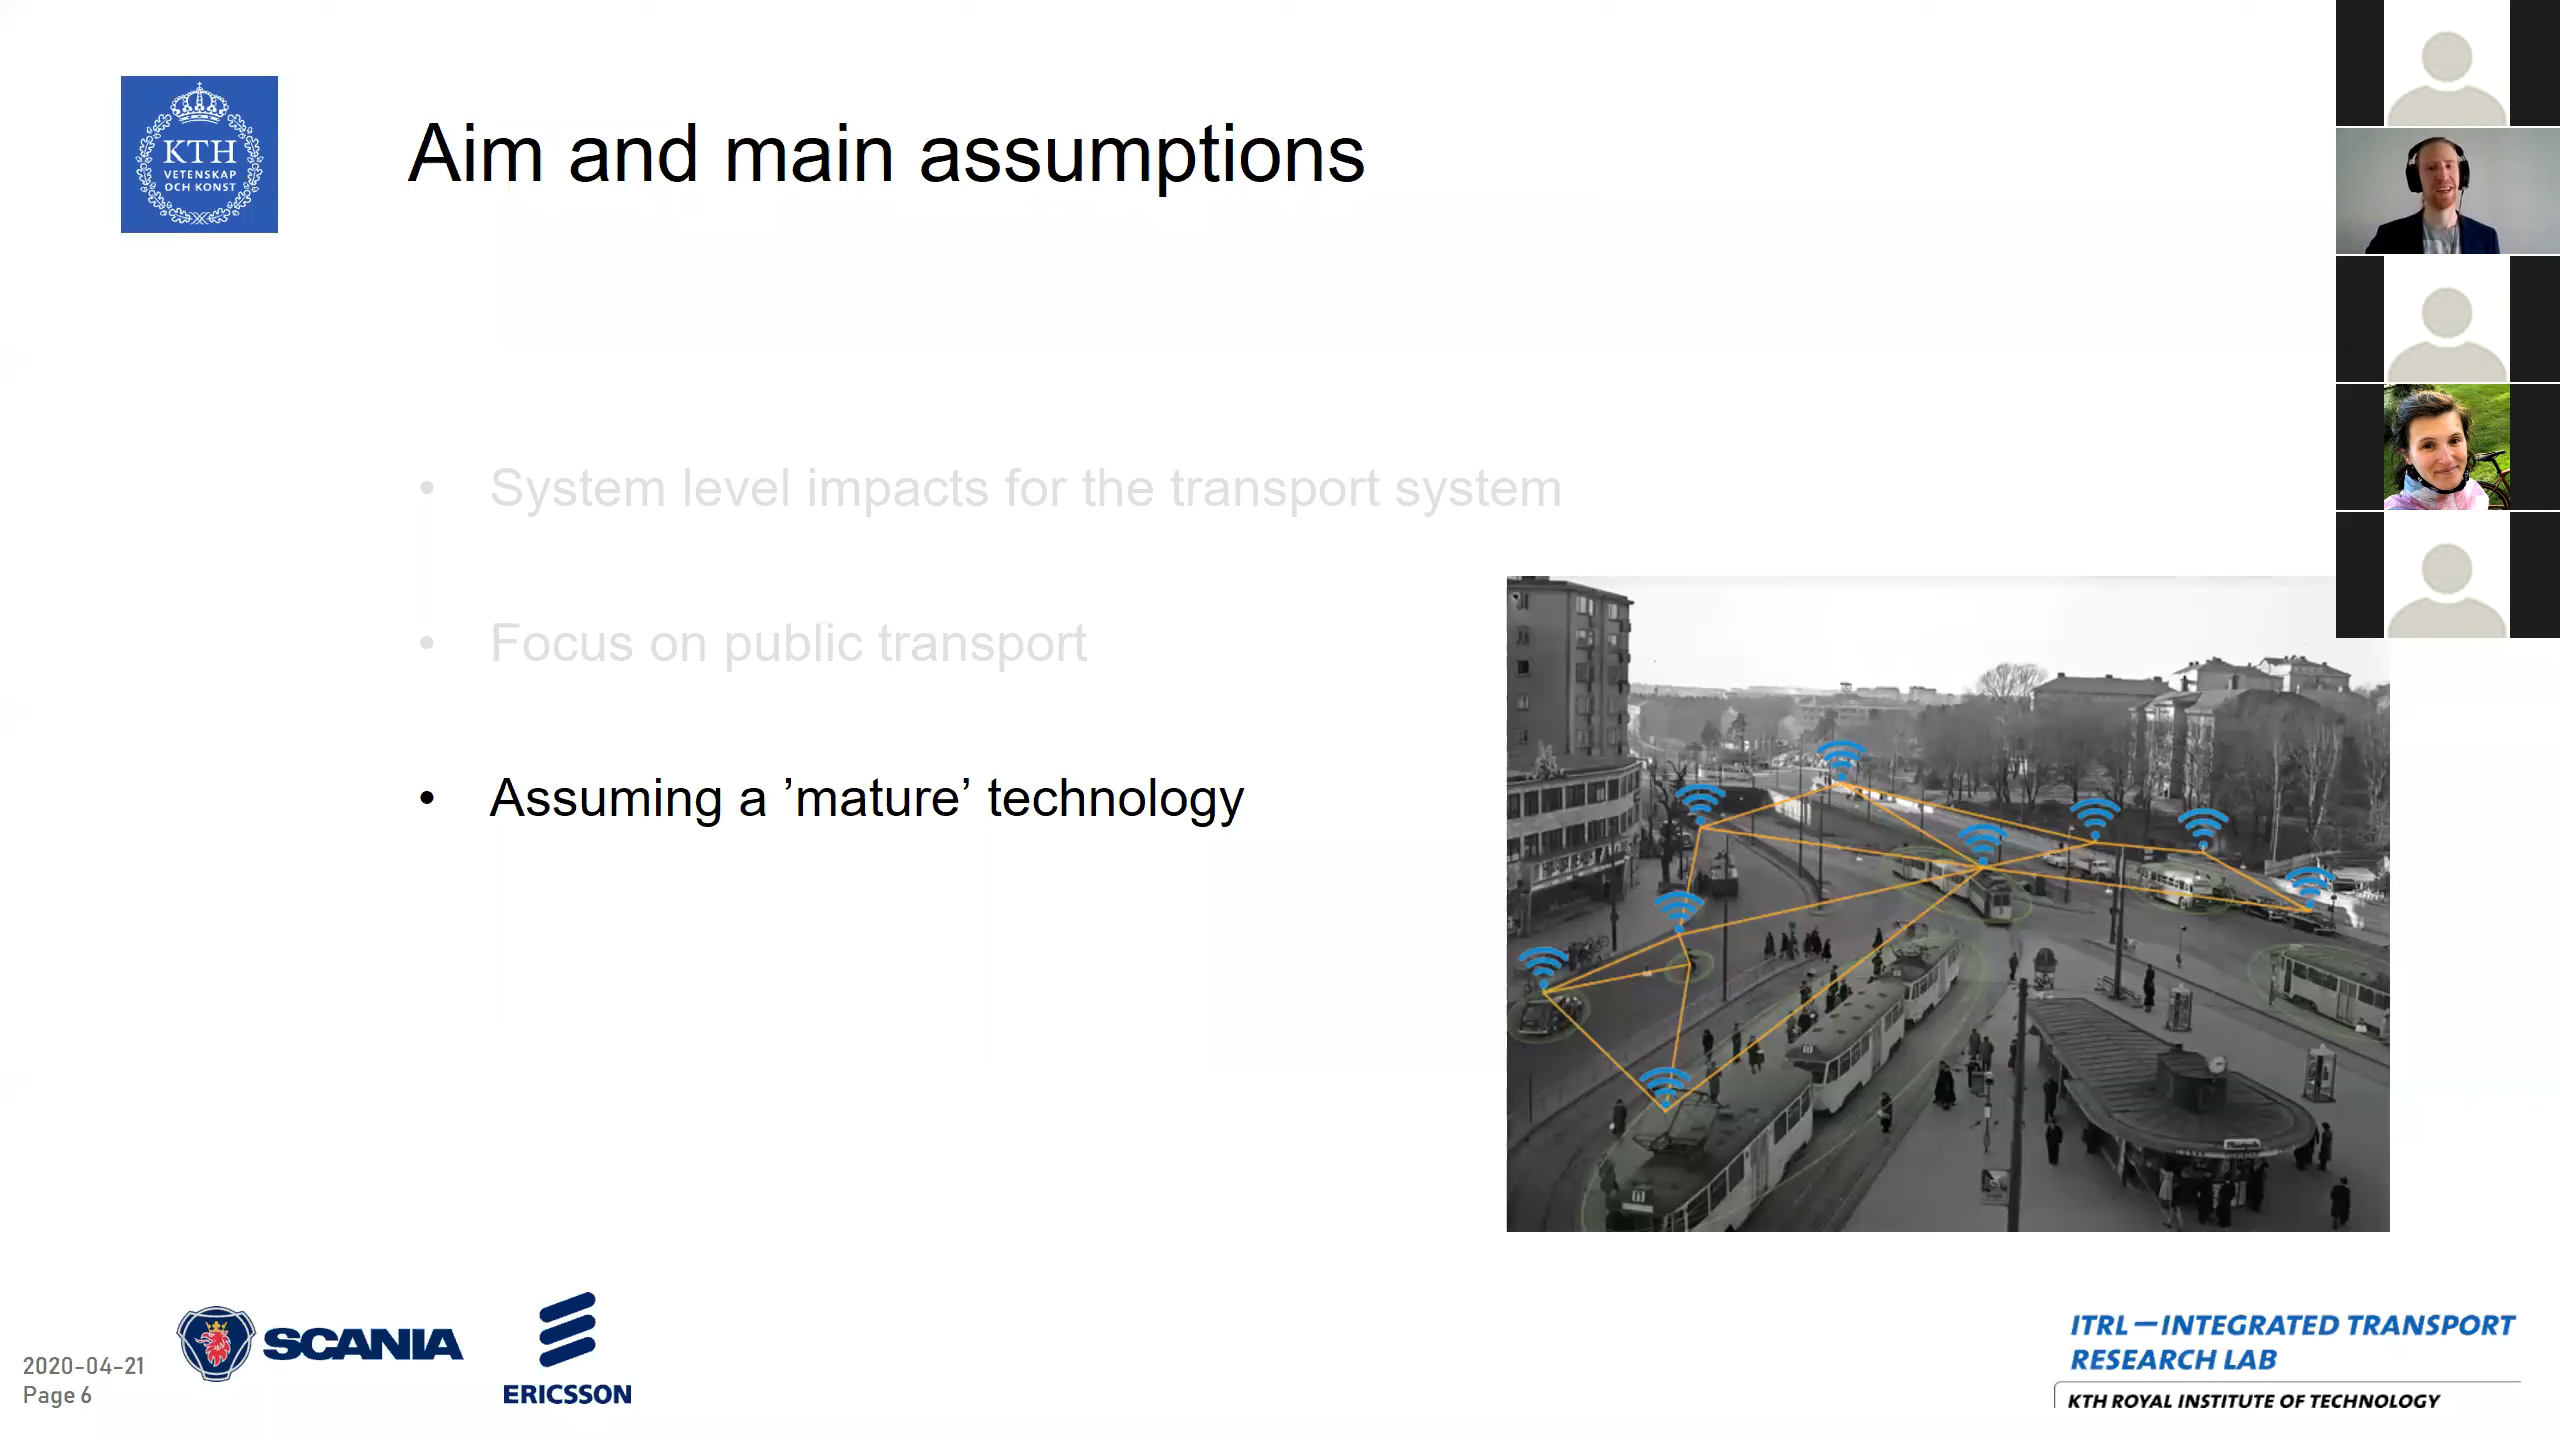 KTH
VETENSKAP
OCH KONST
Aim and main assumptions
• System level impacts for the transport system
• Focus on public transport
• Assuming a ’mature’ technology
2020-04-21
Page 6
SCANIA
ERICSSON
ITRL—INTEGRATED TRANSPORT
RESEARCH LAB
KTH ROYAL INSTITUTE OF TECHNOLOGY